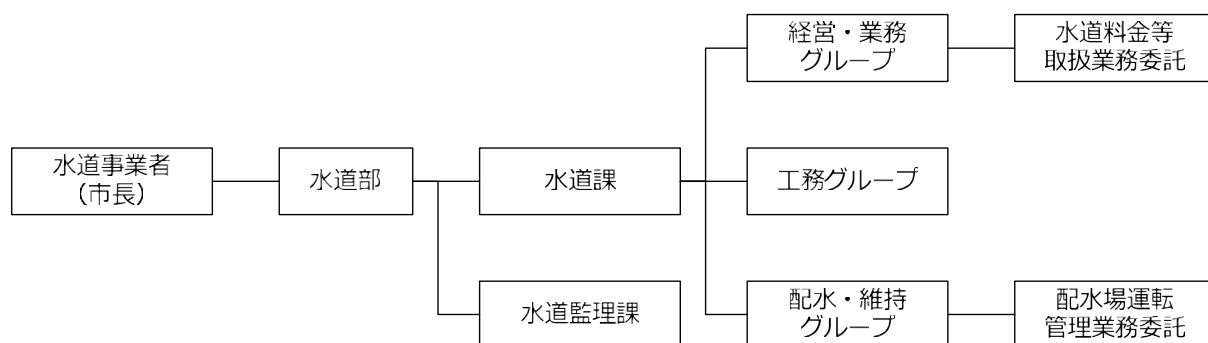 経営・業務
グループ
水道料金等
取扱業務委託
水道事業者
(市長)
水道部
水道課
工務グループ
水道監理課
配水・維持
グループ
配水場運転
管理業務委託